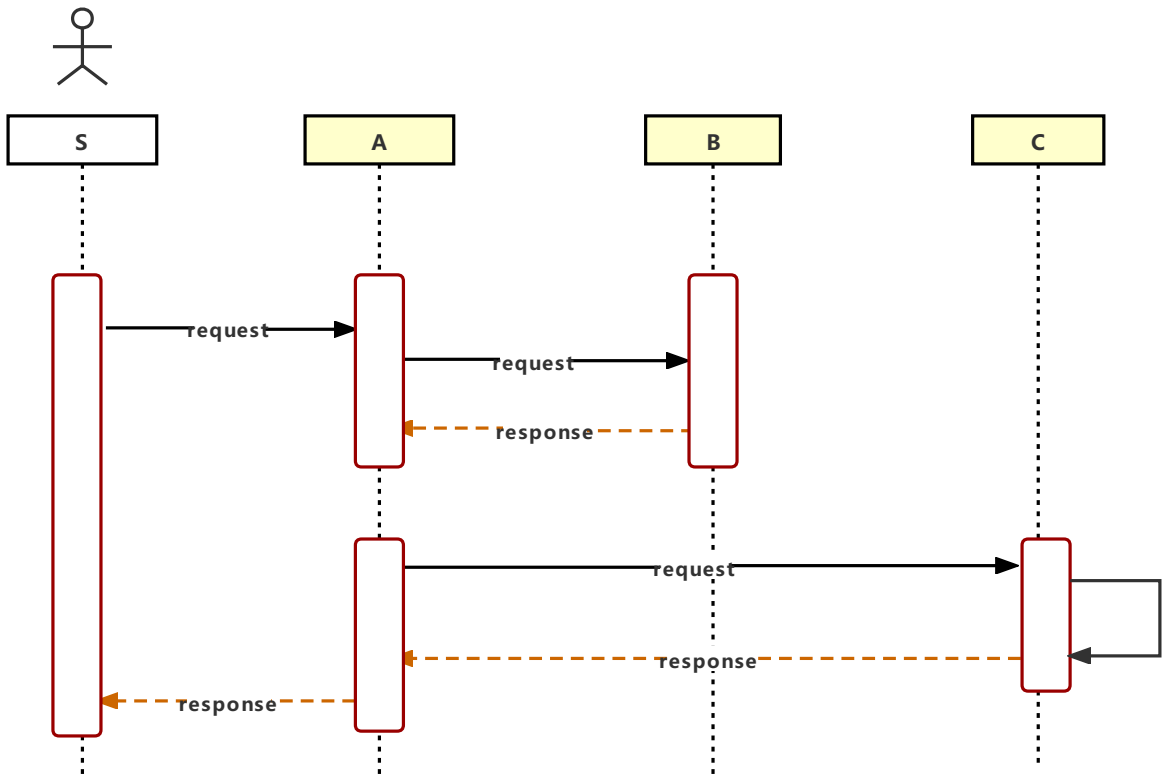 S
A
B
C
request
request
response
request
response
response